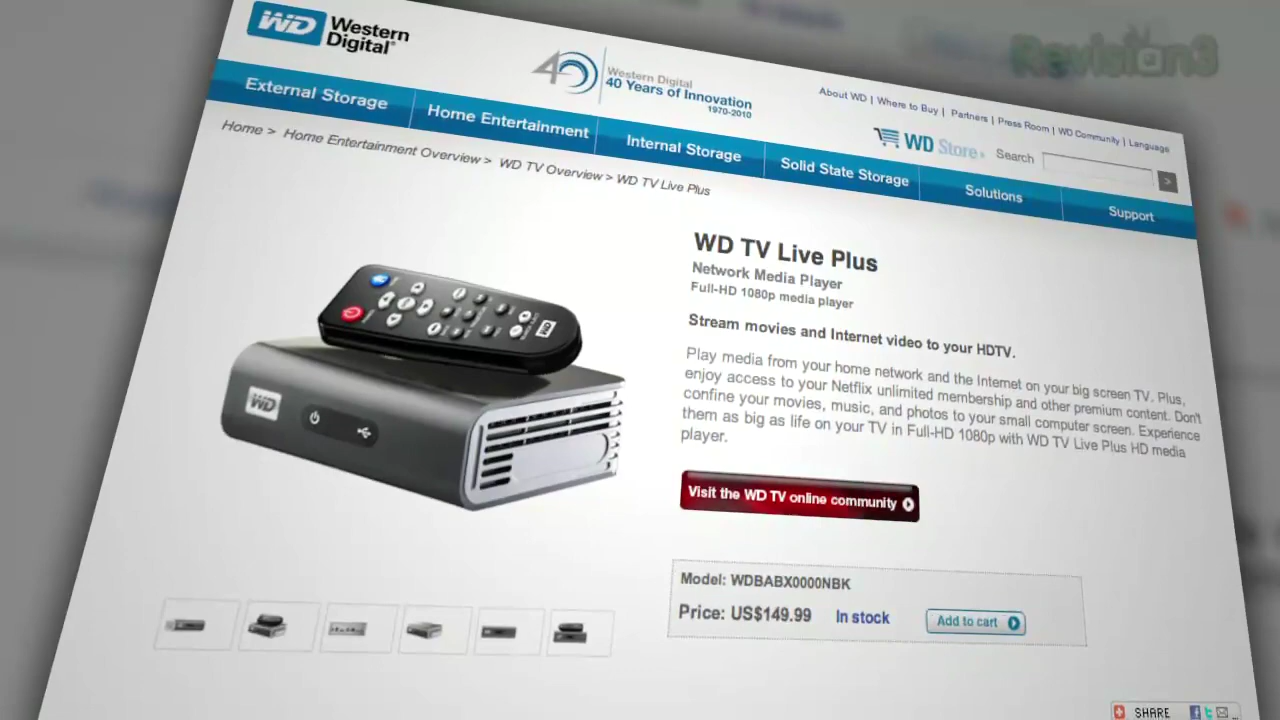 WD Western Digital®
40 Western Digital
40 Years of Innovation
1970-2010
Revision3
About WD | Where to Buy | Partners | Press Room | WD Community | Language
WD Store
Search
External Storage
Home Entertainment
Internal Storage
Solid State Storage
Solutions
Support
Home > Home Entertainment Overview > WD TV Overview > WD TV Live Plus
WD TV Live Plus
Network Media Player
Full-HD 1080p media player
Stream movies and Internet video to your HDTV.
Play media from your home network and the Internet on your big screen TV. Plus,
enjoy access to your Netflix unlimited membership and other premium content. Don't
confine your movies, music, and photos to your small computer screen. Experience
them as big as life on your TV in Full-HD 1080p with WD TV Live Plus HD media
player.
WD
WD
Visit the WD TV online community
Model: WDBABX0000NBK
Price: US$149.99
In stock
Add to cart
SHARE